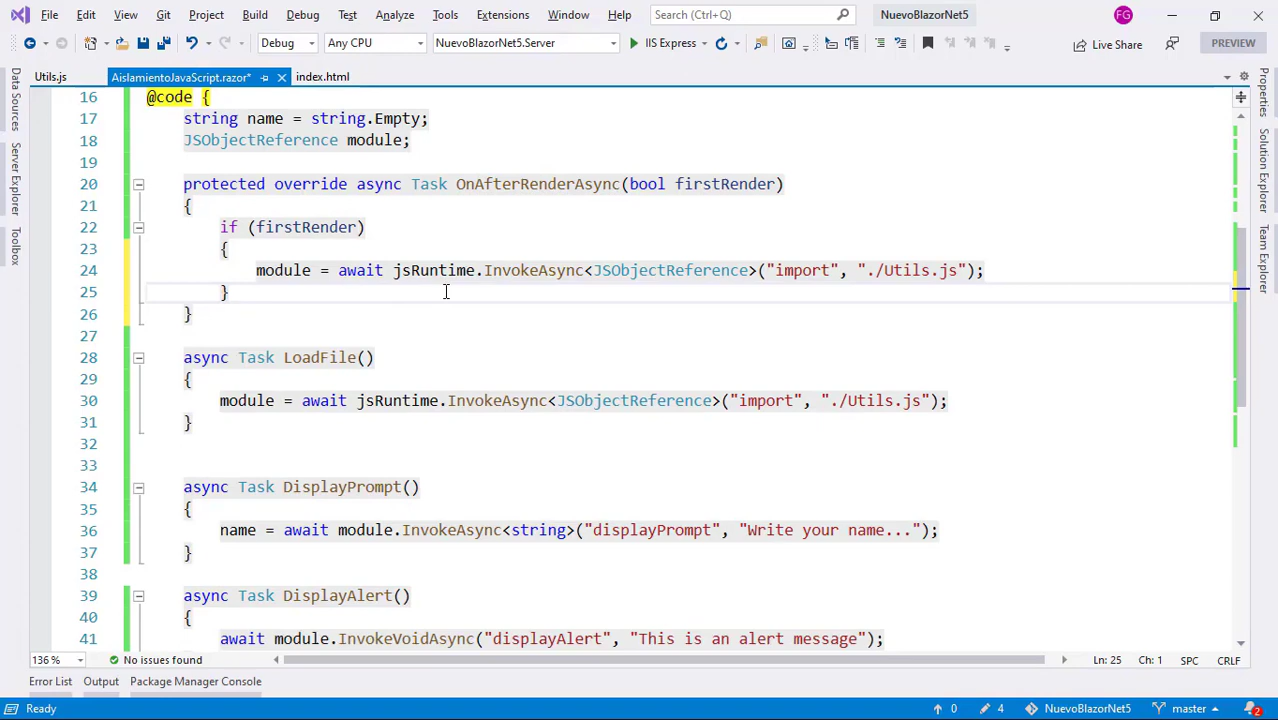 File Edit View Git Project Build Debug Test Analyze Tools Extensions Window Help Search (Ctrl+Q) NuevoBlazorNet5 FG
Debug Any CPU NuevoBlazorNet5.Server IIS Express Live Share PREVIEW
Utils.js AislamientoJavaScript.razor* index.html
Data Sources
Server Explorer
Toolbox
16 @code {
17 string name = string.Empty;
18 JSObjectReference module;
19
20 protected override async Task OnAfterRenderAsync(bool firstRender)
21 {
22 if (firstRender)
23 {
24 module = await jsRuntime.InvokeAsync<JSObjectReference>("import", "./Utils.js");
25 }
26 }
27
28 async Task LoadFile()
29 {
30 module = await jsRuntime.InvokeAsync<JSObjectReference>("import", "./Utils.js");
31 }
32
33
34 async Task DisplayPrompt()
35 {
36 name = await module.InvokeAsync<string>("displayPrompt", "Write your name...");
37 }
38
39 async Task DisplayAlert()
40 {
41 await module.InvokeVoidAsync("displayAlert", "This is an alert message");
Properties
Solution Explorer
Team Explorer
136 % No issues found Ln: 25 Ch: 1 SPC CRLF
Error List Output Package Manager Console
Ready 0 4 NuevoBlazorNet5 master 2